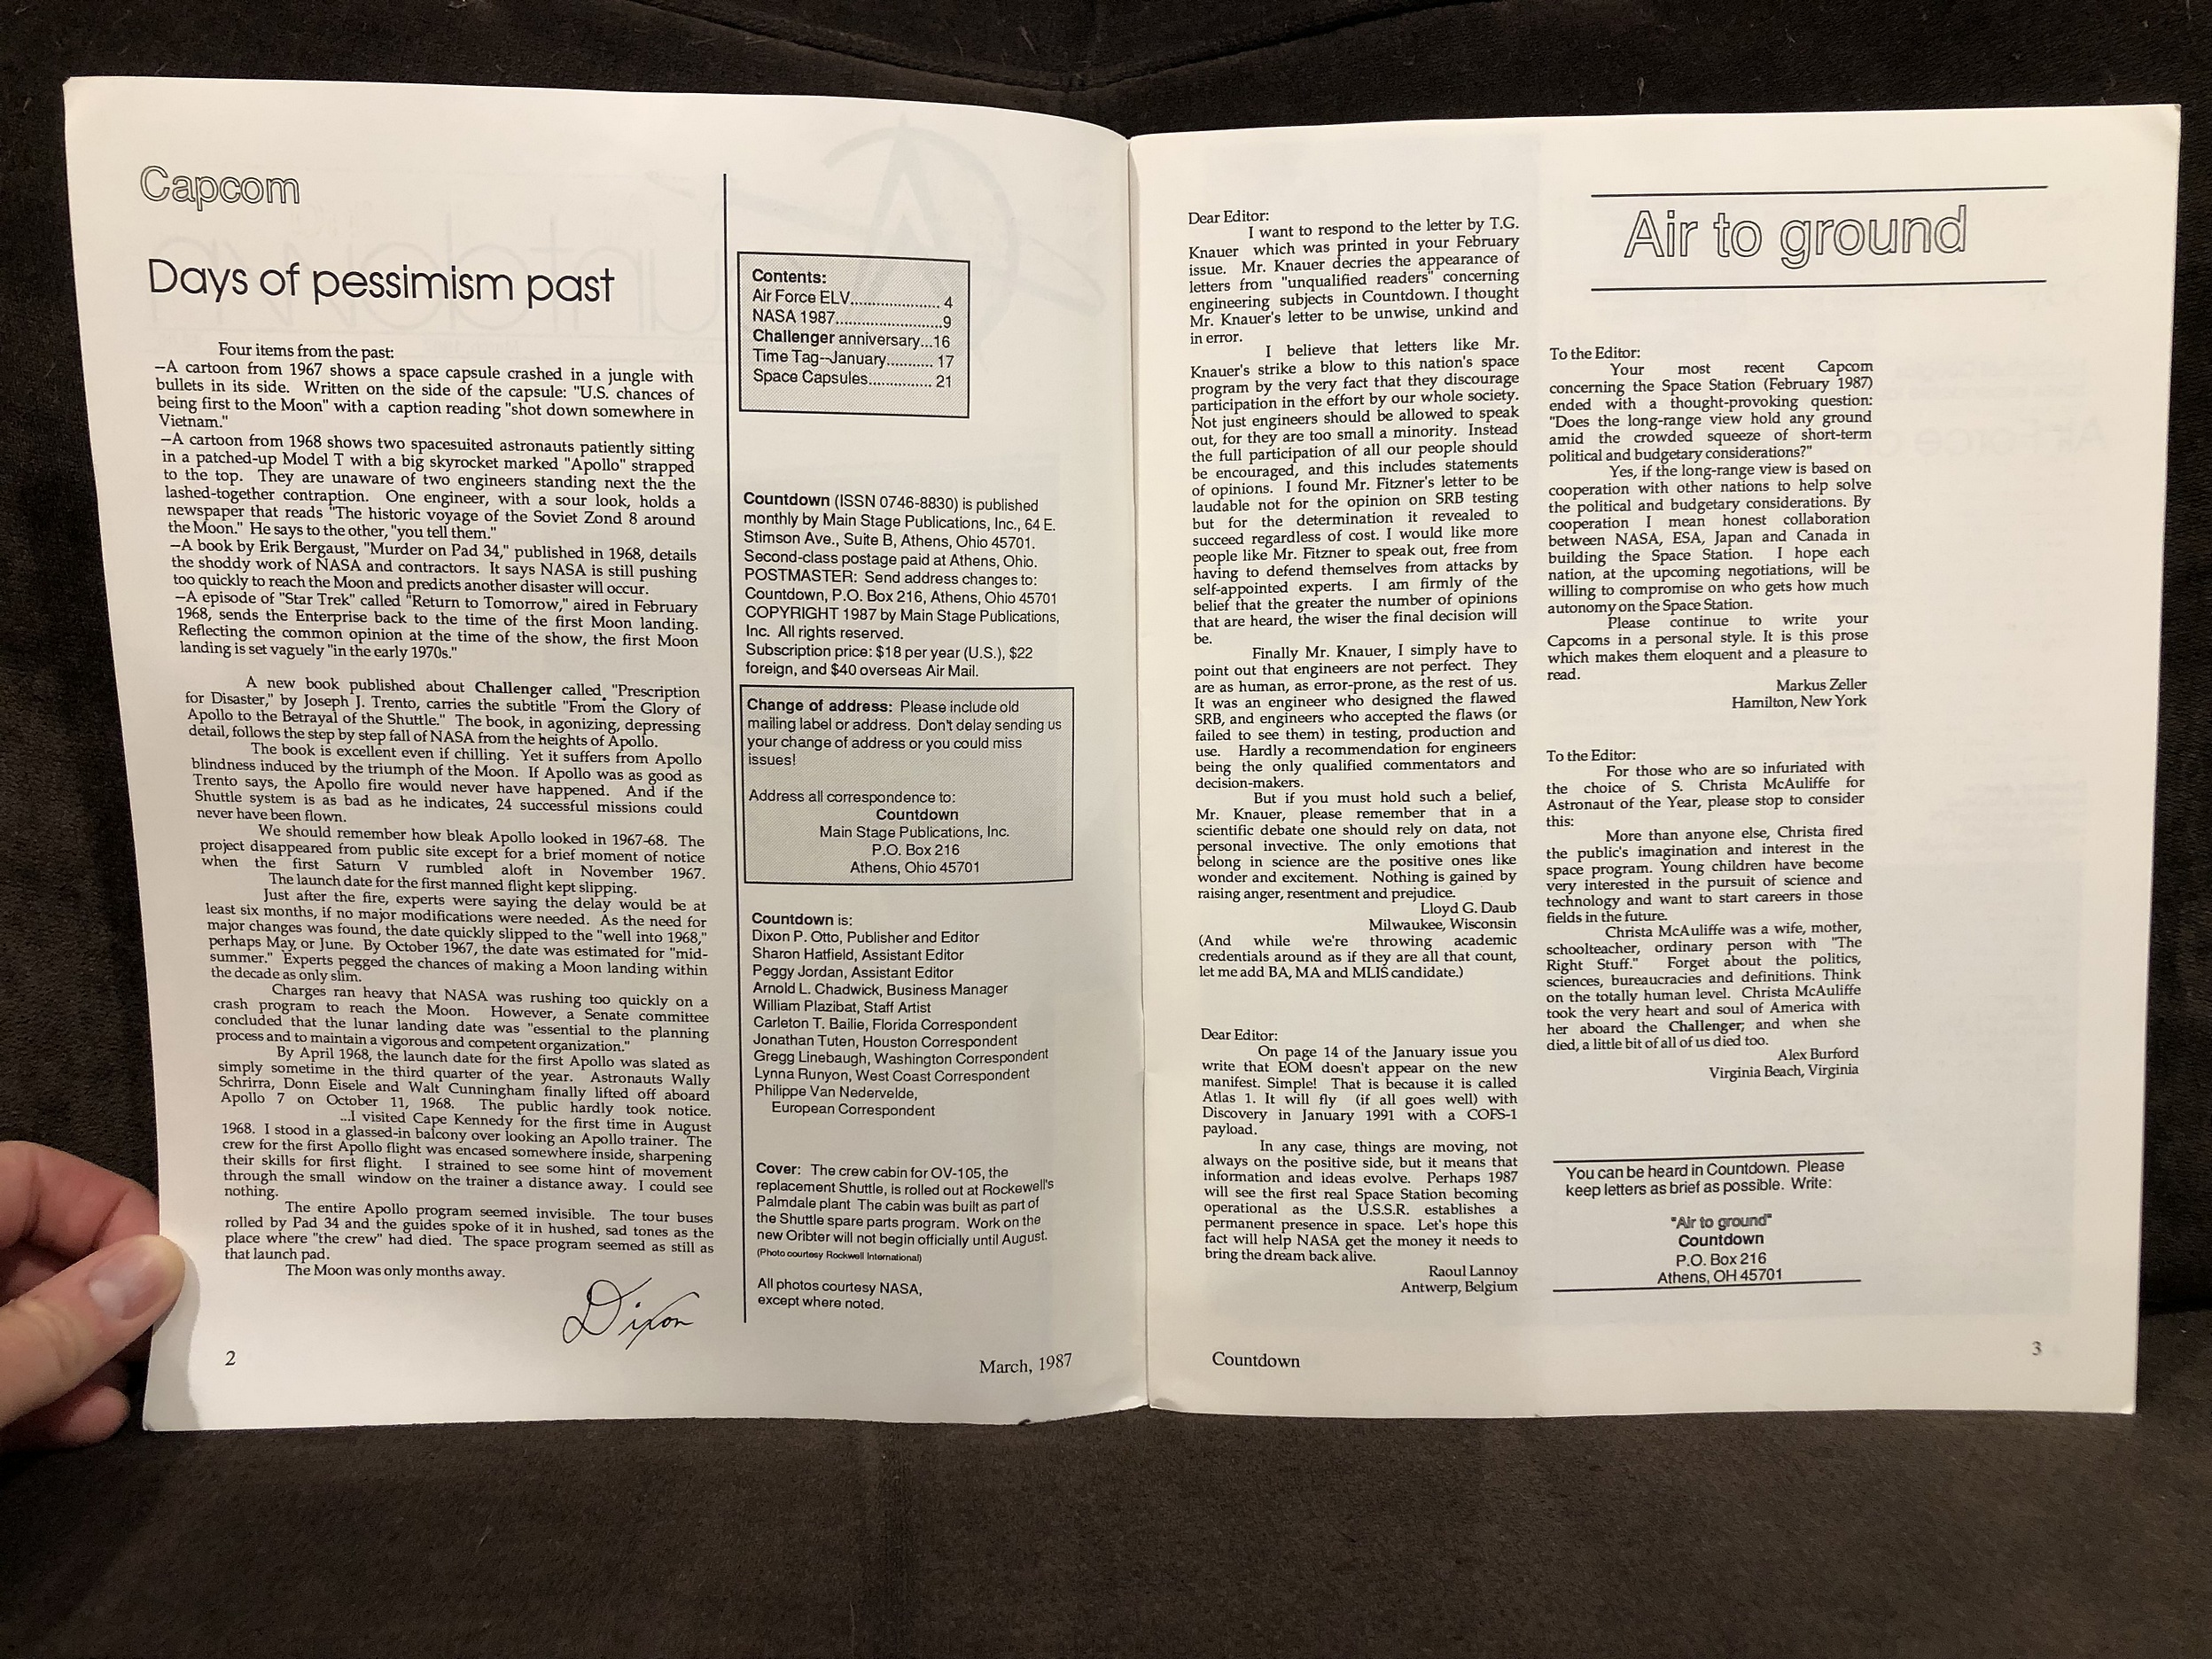 Capcom
Days of pessimism past
Four items from the past:
—A cartoon from 1967 shows a space capsule crashed in a jungle with
bullets in its side. Written on the side of the capsule: "U.S. chances of
being first to the Moon" with a caption reading "shot down somewhere in
Vietnam."
—A cartoon from 1968 shows two spacesuited astronauts patiently sitting
in a patched-up Model T with a big skyrocket marked "Apollo" strapped
to the top. They are unaware of two engineers standing next the the
lashed-together contraption. One engineer, with a sour look, holds a
newspaper that reads "The historic voyage of the Soviet Zond 8 around
the Moon." He says to the other, "you tell them."
—A book by Erik Bergaust, "Murder on Pad 34," published in 1968, details
the shoddy work of NASA and contractors. It says NASA is still pushing
too quickly to reach the Moon and predicts another disaster will occur.
—A episode of "Star Trek" called "Return to Tomorrow," aired in February
1968, sends the Enterprise back to the time of the first Moon landing.
Reflecting the common opinion at the time of the show, the first Moon
landing is set vaguely "in the early 1970s."
A new book published about Challenger called, "Prescription
for Disaster," by Joseph J. Trento, carries the subtitle "From the Glory of
Apollo to the Betrayal of the Shuttle." The book, in agonizing, depressing
detail, follows the step by step fall of NASA from the heights of Apollo.
The book is excellent even if chilling. Yet it suffers from Apollo
blindness induced by the triumph of the Moon. If Apollo was as good as
Trento says, the Apollo fire would never have happened. And if the
Shuttle system is as bad as he indicates, 24 successful missions could
never have been flown.
We should remember how bleak Apollo looked in 1967-68. The
project disappeared from public site except for a brief moment of notice
when the first Saturn V rumbled aloft in November 1967.
The launch date for the first manned flight kept slipping.
Just after the fire, experts were saying the delay would be at
least six months, if no major modifications were needed. As the need for
major changes was found, the date quickly slipped to the "well into 1968,"
perhaps May, or June. By October 1967, the date was estimated for "mid-
summer." Experts pegged the chances of making a Moon landing within
the decade as only slim.
Charges ran heavy that NASA was rushing too quickly on a
crash program to reach the Moon. However, a Senate committee
concluded that the lunar landing date was "essential to the planning
process and to maintain a vigorous and competent organization."
By April 1968, the launch date for the first Apollo was slated as
simply sometime in the third quarter of the year. Astronauts Wally
Schrirra, Donn Eisele and Walt Cunningham finally lifted off aboard
Apollo 7 on October 11, 1968. The public hardly took notice.
...I visited Cape Kennedy for the first time in August
1968. I stood in a glassed-in balcony over looking an Apollo trainer. The
crew for the first Apollo flight was encased somewhere inside, sharpening
their skills for first flight. I strained to see some hint of movement
through the small window on the trainer a distance away. I could see
nothing.
The entire Apollo program seemed invisible. The tour buses
rolled by Pad 34 and the guides spoke of it in hushed, sad tones as the
place where "the crew" had died. The space program seemed as still as
that launch pad.
The Moon was only months away.
Dixon
2
Contents:
Air Force ELV..................... 4
NASA 1987.........................9
Challenger anniversary...16
Time Tag--January........... 17
Space Capsules............... 21
Countdown (ISSN 0746-8830) is published
monthly by Main Stage Publications, Inc., 64 E.
Stimson Ave., Suite B, Athens, Ohio 45701.
Second-class postage paid at Athens, Ohio.
POSTMASTER: Send address changes to:
Countdown, P.O. Box 216, Athens, Ohio 45701
COPYRIGHT 1987 by Main Stage Publications,
Inc. All rights reserved.
Subscription price: $18 per year (U.S.), $22
foreign, and $40 overseas Air Mail.
Change of address: Please include old
mailing label or address. Don't delay sending us
your change of address or you could miss
issues!
Address all correspondence to:
Countdown
Main Stage Publications, Inc.
P.O. Box 216
Athens, Ohio 45701
Countdown is:
Dixon P. Otto, Publisher and Editor
Sharon Hatfield, Assistant Editor
Peggy Jordan, Assistant Editor
Arnold L. Chadwick, Business Manager
William Plazibat, Staff Artist
Carleton T. Bailie, Florida Correspondent
Jonathan Tuten, Houston Correspondent
Gregg Linebaugh, Washington Correspondent
Lynna Runyon, West Coast Correspondent
Philippe Van Nedervelde,
European Correspondent
Cover: The crew cabin for OV-105, the
replacement Shuttle, is rolled out at Rockewell's
Palmdale plant The cabin was built as part of
the Shuttle spare parts program. Work on the
new Oribter will not begin officially until August.
(Photo courtesy Rockwell International)
All photos courtesy NASA,
except where noted.
March, 1987
Dear Editor:
I want to respond to the letter by T.G.
Knauer which was printed in your February
issue. Mr. Knauer decries the appearance of
letters from "unqualified readers" concerning
engineering subjects in Countdown. I thought
Mr. Knauer's letter to be unwise, unkind and
in error.
I believe that letters like Mr.
Knauer's strike a blow to this nation's space
program by the very fact that they discourage
participation in the effort by our whole society.
Not just engineers should be allowed to speak
out, for they are too small a minority. Instead
the full participation of all our people should
be encouraged, and this includes statements
of opinions. I found Mr. Fitzner's letter to be
laudable not for the opinion on SRB testing
but for the determination it revealed to
succeed regardless of cost. I would like more
people like Mr. Fitzner to speak out, free from
having to defend themselves from attacks by
self-appointed experts. I am firmly of the
belief that the greater the number of opinions
that are heard, the wiser the final decision will
be.
Finally Mr. Knauer, I simply have to
point out that engineers are not perfect. They
are as human, as error-prone, as the rest of us.
It was an engineer who designed the flawed
SRB, and engineers who accepted the flaws (or
failed to see them) in testing, production and
use. Hardly a recommendation for engineers
being the only qualified commentators and
decision-makers.
But if you must hold such a belief,
Mr. Knauer, please remember that in a
scientific debate one should rely on data, not
personal invective. The only emotions that
belong in science are the positive ones like
wonder and excitement. Nothing is gained by
raising anger, resentment and prejudice.
Lloyd G. Daub
Milwaukee, Wisconsin
(And while we're throwing academic
credentials around as if they are all that count,
let me add BA, MA and MLIS candidate.)
Dear Editor:
On page 14 of the January issue you
write that EOM doesn't appear on the new
manifest. Simple! That is because it is called
Atlas 1. It will fly (if all goes well) with
Discovery in January 1991 with a COFS-1
payload.
In any case, things are moving, not
always on the positive side, but it means that
information and ideas evolve. Perhaps 1987
will see the first real Space Station becoming
operational as the U.S.S.R. establishes a
permanent presence in space. Let's hope this
fact will help NASA get the money it needs to
bring the dream back alive.
Raoul Lannoy
Antwerp, Belgium
Countdown
Air to ground
To the Editor:
Your most recent Capcom
concerning the Space Station (February 1987)
ended with a thought-provoking question:
"Does the long-range view hold any ground
amid the crowded squeeze of short-term
political and budgetary considerations?"
Yes, if the long-range view is based on
cooperation with other nations to help solve
the political and budgetary considerations. By
cooperation I mean honest collaboration
between NASA, ESA, Japan and Canada in
building the Space Station. I hope each
nation, at the upcoming negotiations, will be
willing to compromise on who gets how much
autonomy on the Space Station.
Please continue to write your
Capcoms in a personal style. It is this prose
which makes them eloquent and a pleasure to
read.
Markus Zeller
Hamilton, New York
To the Editor:
For those who are so infuriated with
the choice of S. Christa McAuliffe for
Astronaut of the Year, please stop to consider
this:
More than anyone else, Christa fired
the public's imagination and interest in the
space program. Young children have become
very interested in the pursuit of science and
technology and want to start careers in those
fields in the future.
Christa McAuliffe was a wife, mother,
schoolteacher, ordinary person with "The
Right Stuff." Forget about the politics,
sciences, bureaucracies and definitions. Think
on the totally human level. Christa McAuliffe
took the very heart and soul of America with
her aboard the Challenger, and when she
died, a little bit of all of us died too.
Alex Burford
Virginia Beach, Virginia
You can be heard in Countdown. Please
keep letters as brief as possible. Write:
"Air to ground"
Countdown
P.O. Box 216
Athens, OH 45701
3